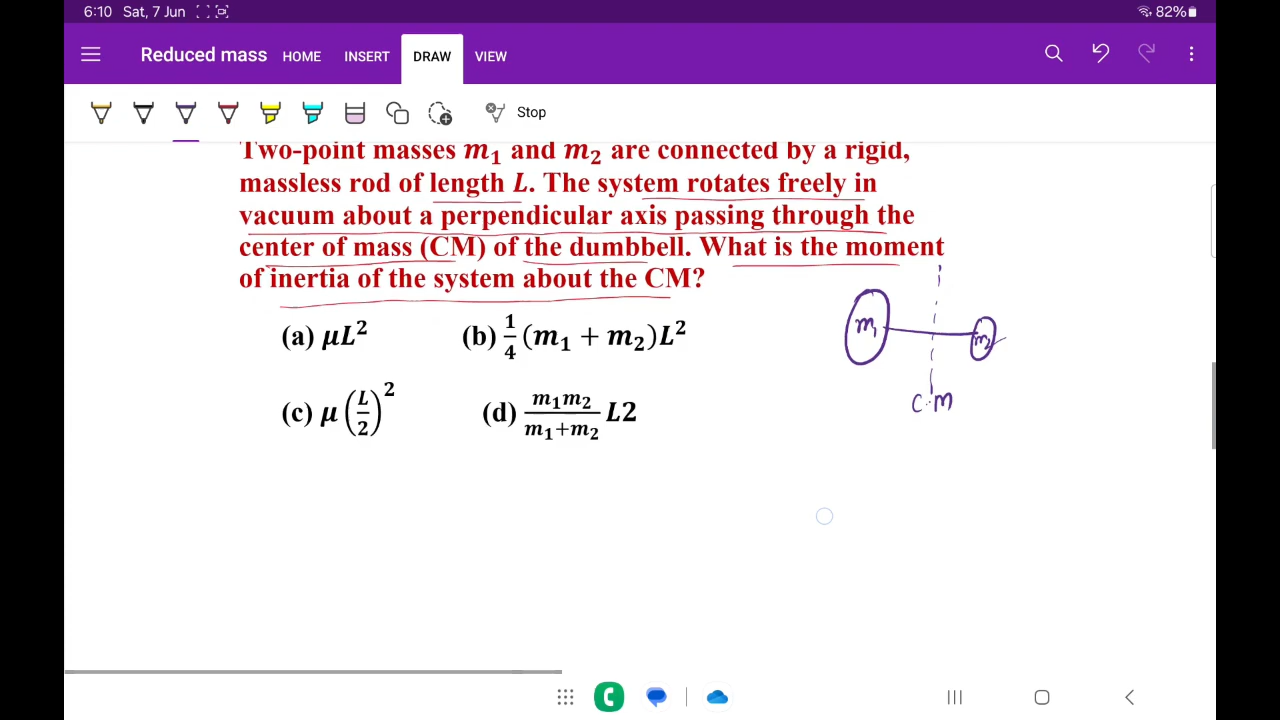 6:10 Sat, 7 Jun 82%
Reduced mass HOME INSERT DRAW VIEW
Stop
Two-point masses m₁ and m₂ are connected by a rigid,
massless rod of length L. The system rotates freely in
vacuum about a perpendicular axis passing through the
center of mass (CM) of the dumbbell. What is the moment
of inertia of the system about the CM?
(a) μL² (b) 1/4 (m₁ + m₂)L²
(c) μ(L/2)² (d) m₁m₂/m₁+m₂ L2
m₁ m₂
C.M